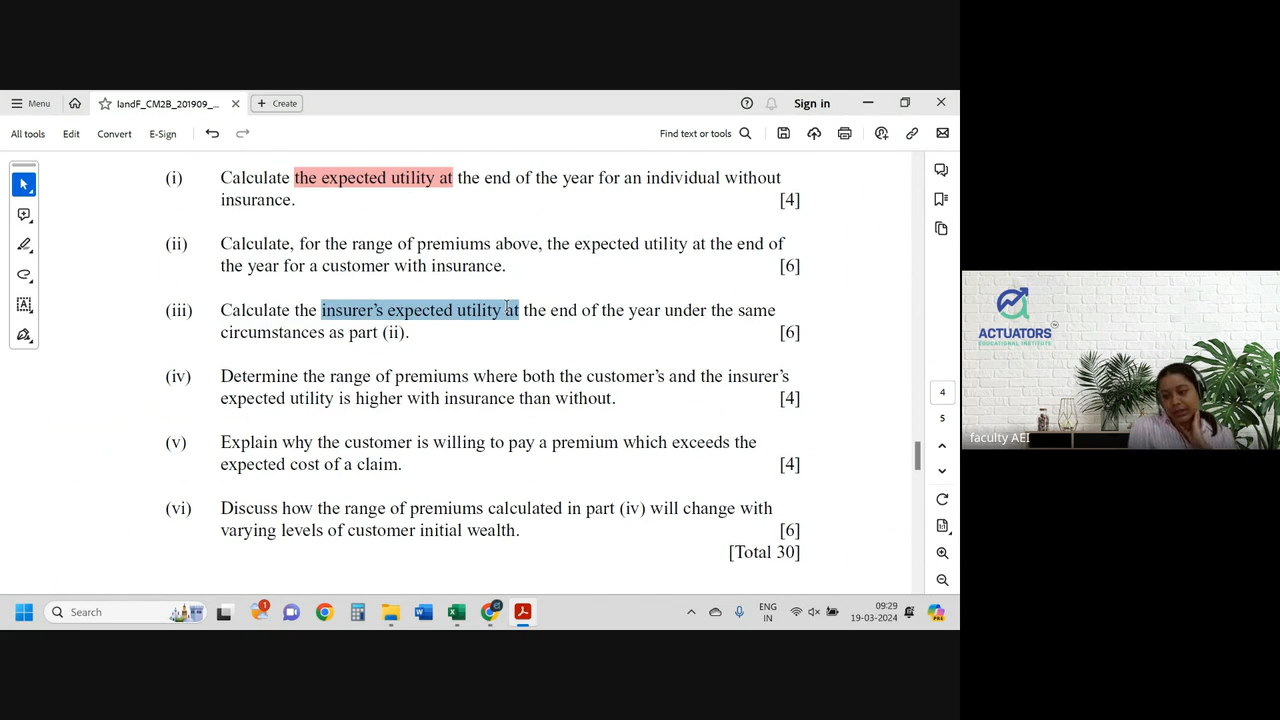 Menu
IandF_CM2B_201909_...
Create
Sign in
All tools
Edit
Convert
E-Sign
Find text or tools
(i) Calculate the expected utility at the end of the year for an individual without
insurance. [4]
(ii) Calculate, for the range of premiums above, the expected utility at the end of
the year for a customer with insurance. [6]
(iii) Calculate the insurer's expected utility at the end of the year under the same
circumstances as part (ii). [6]
(iv) Determine the range of premiums where both the customer's and the insurer's
expected utility is higher with insurance than without. [4]
(v) Explain why the customer is willing to pay a premium which exceeds the
expected cost of a claim. [4]
(vi) Discuss how the range of premiums calculated in part (iv) will change with
varying levels of customer initial wealth. [6]
[Total 30]
4
5
ACTUATORS
EDUCATIONAL INSTITUTE
faculty AEI
Search
1
ENG
IN
09:29
19-03-2024